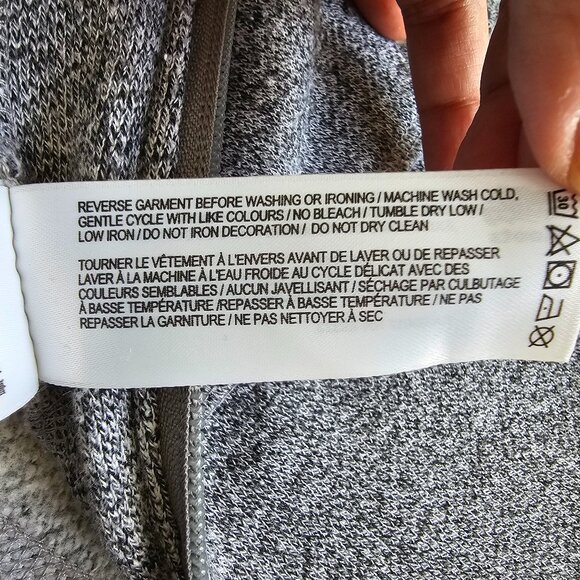 REVERSE GARMENT BEFORE WASHING OR IRONING / MACHINE WASH COLD,
GENTLE CYCLE WITH LIKE COLOURS / NO BLEACH / TUMBLE DRY LOW /
LOW IRON / DO NOT IRON DECORATION / DO NOT DRY CLEAN
TOURNER LE VÊTEMENT À L'ENVERS AVANT DE LAVER OU DE REPASSER
LAVER À LA MACHINE À L'EAU FROIDE AU CYCLE DÉLICAT AVEC DES
COULEURS SEMBLABLES / AUCUN JAVELLISANT / SÉCHAGE PAR CULBUTAGE
À BASSE TEMPÉRATURE /REPASSER À BASSE TEMPÉRATURE / NE PAS
REPASSER LA GARNITURE / NE PAS NETTOYER À SEC
30